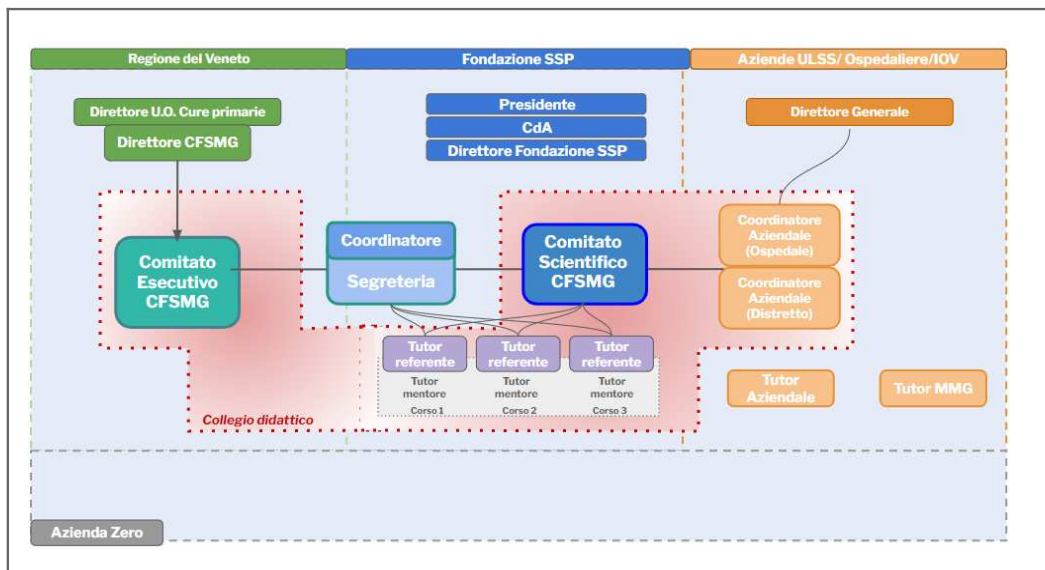 Regione del Veneto
Fondazione SSP
Aziende ULSS/ Ospedaliere/IOV
Direttore U.O. Cure primarie
Direttore CFSMG
Presidente
CdA
Direttore Fondazione SSP
Direttore Generale
Comitato
Esecutivo
CFSMG
Coordinatore
Segreteria
Comitato
Scientifico
CFSMG
Coordinatore
Aziendale
(Ospedale)
Coordinatore
Aziendale
(Distretto)
Tutor
referente
Tutor
mentore
Corso 1
Tutor
referente
Tutor
mentore
Corso 2
Tutor
referente
Tutor
mentore
Corso 3
Tutor
Aziendale
Tutor MMG
Collegio didattico
Azienda Zero